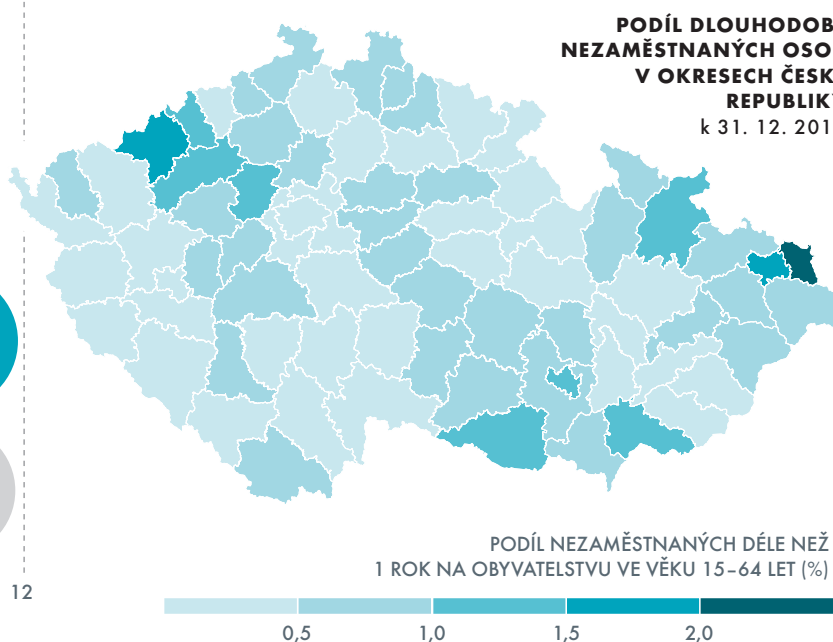 PODÍL DLOUHODOB
NEZAMĚSTNANÝCH OSO
V OKRESECH ČESK
REPUBLIK
k 31. 12. 201
PODÍL NEZAMĚSTNANÝCH DÉLE NEŽ
1 ROK NA OBYVATELSTVU VE VĚKU 15–64 LET (%)
12
0,5 1,0 1,5 2,0